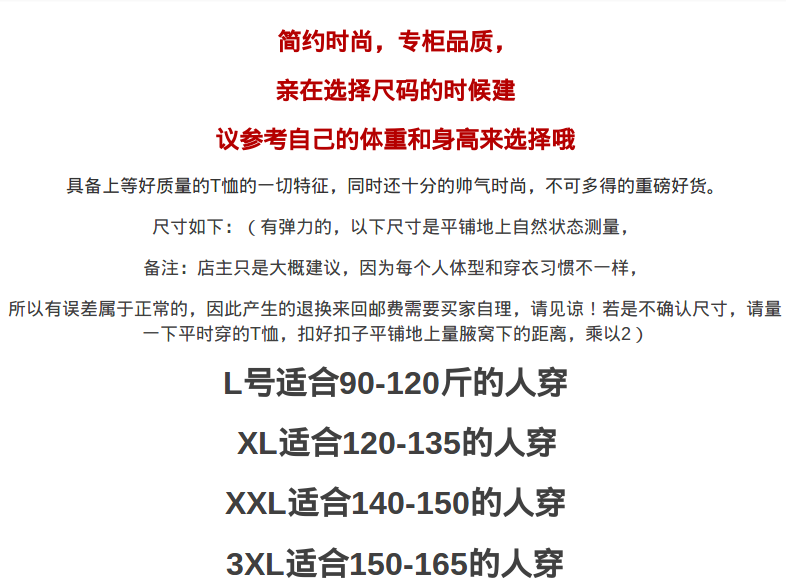 简约时尚，专柜品质，
亲在选择尺码的时候建
议参考自己的体重和身高来选择哦
具备上等好质量的T恤的一切特征，同时还十分的帅气时尚，不可多得的重磅好货。
尺寸如下:（有弹力的，以下尺寸是平铺地上自然状态测量，
备注：店主只是大概建议，因为每个人体型和穿衣习惯不一样，
所以有误差属于正常的，因此产生的退换来回邮费需要买家自理，请见谅！若是不确认尺寸，请量
一下平时穿的T恤，扣好扣子平铺地上量腋窝下的距离，乘以2）
L号适合90-120斤的人穿
XL适合120-135的人穿
XXL适合140-150的人穿
3XL适合150-165的人穿